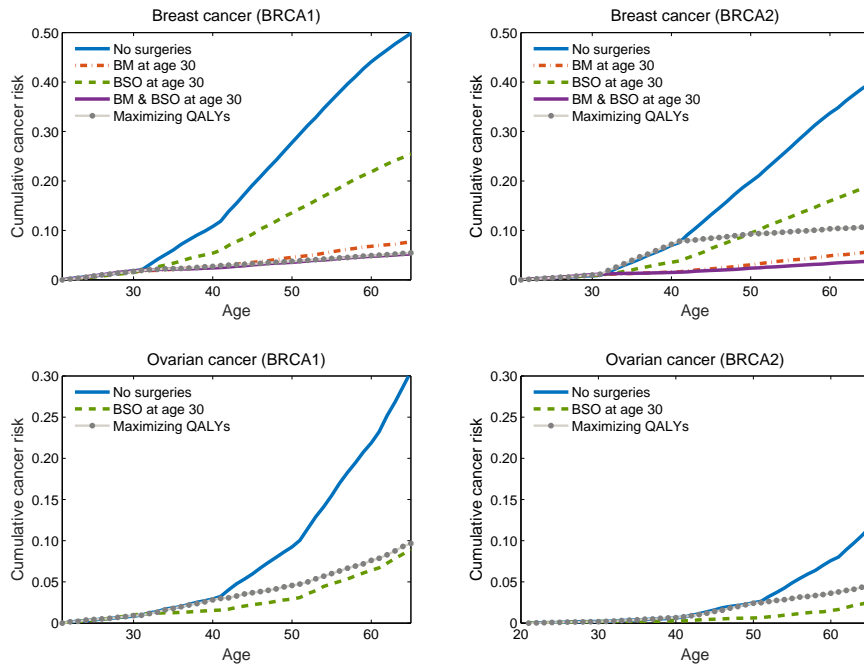 Breast cancer (BRCA1)
0.50
0.40
0.30
0.20
0.10
0
Cumulative cancer risk
No surgeries
BM at age 30
BSO at age 30
BM & BSO at age 30
Maximizing QALYs
30 40 50 60
Age
Breast cancer (BRCA2)
0.50
0.40
0.30
0.20
0.10
0
Cumulative cancer risk
No surgeries
BM at age 30
BSO at age 30
BM & BSO at age 30
Maximizing QALYs
30 40 50 60
Age
Ovarian cancer (BRCA1)
0.30
0.25
0.20
0.15
0.10
0.05
0
Cumulative cancer risk
No surgeries
BSO at age 30
Maximizing QALYs
30 40 50 60
Age
Ovarian cancer (BRCA2)
0.30
0.25
0.20
0.15
0.10
0.05
0
Cumulative cancer risk
No surgeries
BSO at age 30
Maximizing QALYs
20 30 40 50 60
Age